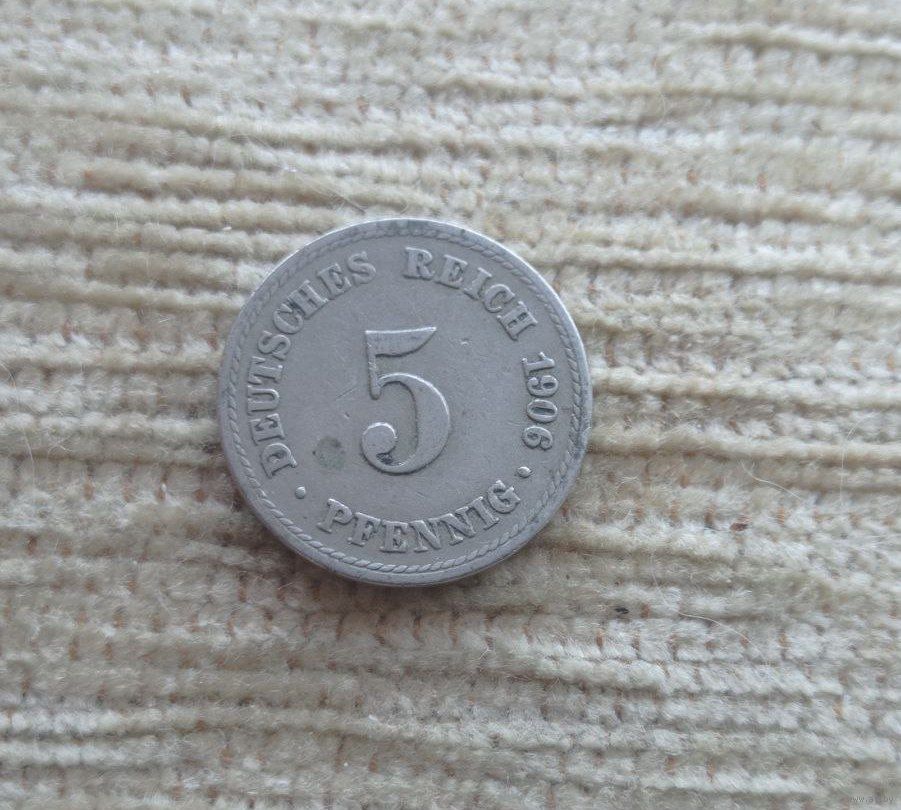 DEUTSCHES REICH 1906
5
· PFENNIG ·